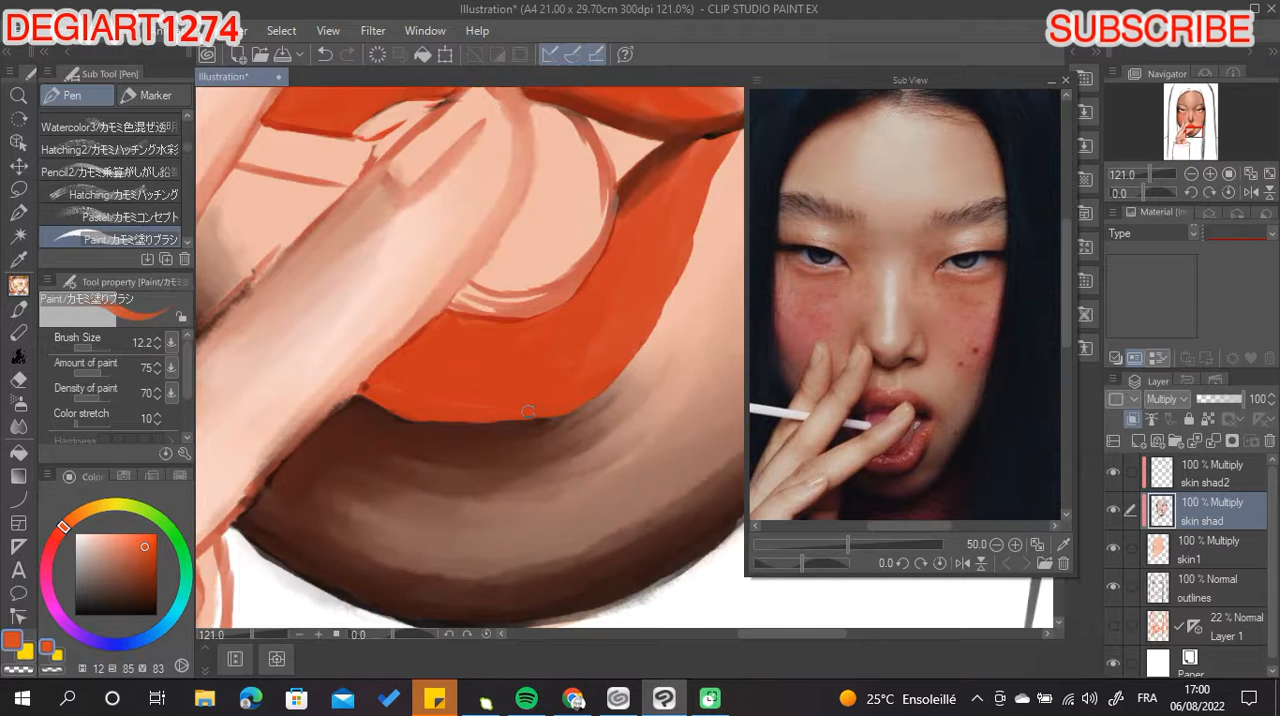 Illustration* (A4 21.00 x 29.70cm 300dpi 121.0%) - CLIP STUDIO PAINT EX
DEGIART1274
SUBSCRIBE
Select View Filter Window Help
Sub Tool [Pen]
Illustration*
Pen Marker
Watercolor3/カモミ色混ぜ透明
Hatching2/カモミハッチング水彩
Pencil2/カモミ乗算がしがし鉛
Hatching/カモミハッチング
Pastel/カモミコンセプト
Paint/カモミ塗りブラシ
Tool property [Paint/カモミ
Paint/カモミ塗りブラシ
Brush Size 12.2
Amount of paint 75
Density of paint 70
Color stretch 10
Hardness
Color
12 85 83
121.0 0.0
Sub View
50.0
0.0
Navigator
121.0
0.0
Material [Im
Type
Layer
Multiply 100
100 % Multiply
skin shad2
100 % Multiply
skin shad
100 % Multiply
skin1
100 % Normal
outlines
22 % Normal
Layer 1
Paper
25°C Ensoleillé
FRA
17:00
06/08/2022